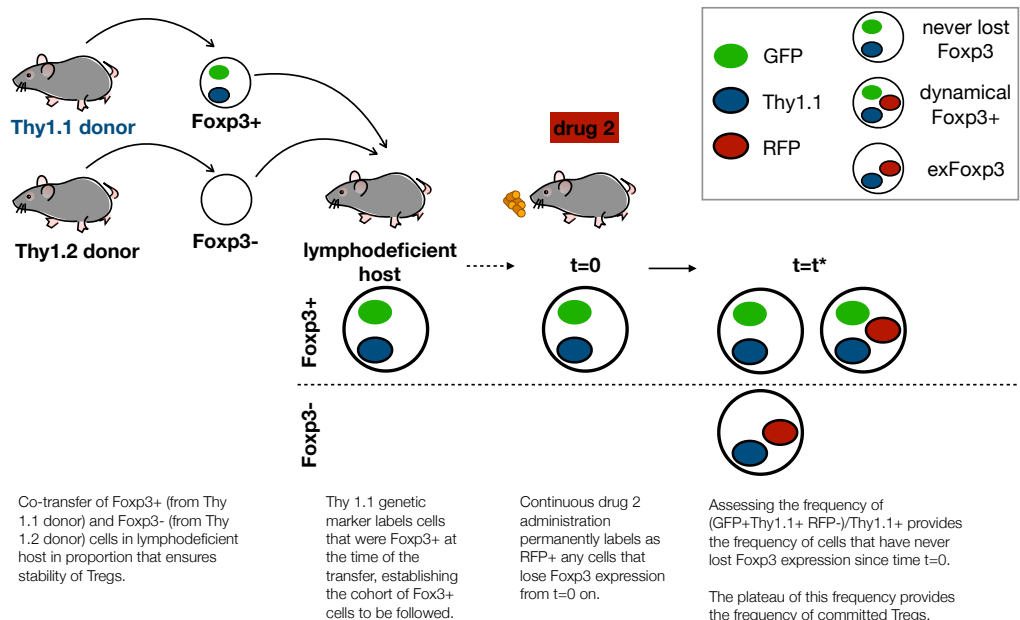 Thy1.1 donor
Foxp3+
Thy1.2 donor
Foxp3-
lymphodeficient
host
drug 2
t=0
t=t*
GFP
Thy1.1
RFP
never lost
Foxp3
dynamical
Foxp3+
exFoxp3
Foxp3+
Foxp3-
Co-transfer of Foxp3+ (from Thy
1.1 donor) and Foxp3- (from Thy
1.2 donor) cells in lymphodeficient
host in proportion that ensures
stability of Tregs.
Thy 1.1 genetic
marker labels cells
that were Foxp3+ at
the time of the
transfer, establishing
the cohort of Fox3+
cells to be followed.
Continuous drug 2
administration
permanently labels as
RFP+ any cells that
lose Foxp3 expression
from t=0 on.
Assessing the frequency of
(GFP+Thy1.1+ RFP-)/Thy1.1+ provides
the frequency of cells that have never
lost Foxp3 expression since time t=0.
The plateau of this frequency provides
the frequency of committed Tregs.